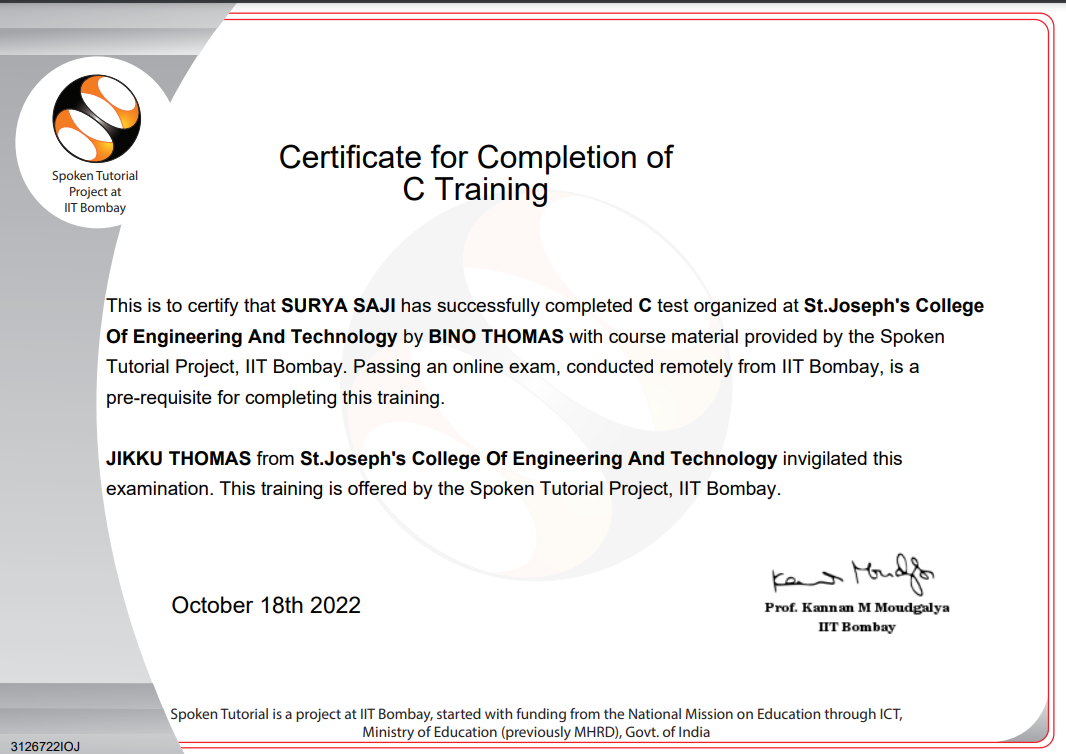 Spoken Tutorial
Project at
IIT Bombay
Certificate for Completion of
C Training
This is to certify that SURYA SAJI has successfully completed C test organized at St.Joseph's College
Of Engineering And Technology by BINO THOMAS with course material provided by the Spoken
Tutorial Project, IIT Bombay. Passing an online exam, conducted remotely from IIT Bombay, is a
pre-requisite for completing this training.
JIKKU THOMAS from St.Joseph's College Of Engineering And Technology invigilated this
examination. This training is offered by the Spoken Tutorial Project, IIT Bombay.
October 18th 2022
Kannan Moudgalya
Prof. Kannan M Moudgalya
IIT Bombay
Spoken Tutorial is a project at IIT Bombay, started with funding from the National Mission on Education through ICT,
Ministry of Education (previously MHRD), Govt. of India
3126722IOJ